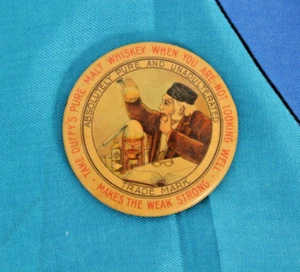 TAKE DUFFY'S PURE MALT WHISKEY WHEN YOU ARE NOT LOOKING WELL
MAKES THE WEAK STRONG
ABSOLUTELY PURE AND UNADULTERATED
TRADE MARK